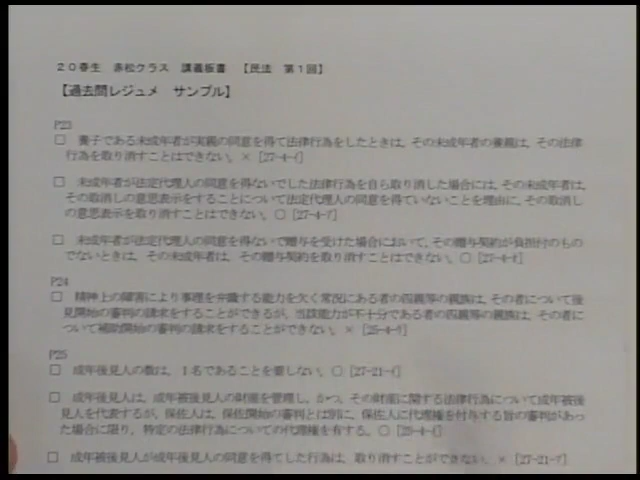 20春生 赤松クラス 講義板書 【民法 第1回】
【過去問レジュメ サンプル】
P23
□ 養子である未成年者が実親の同意を得て法律行為をしたときは、その未成年者の養親は、その法律
行為を取り消すことはできない。× [27-4-イ]
□ 未成年者が法定代理人の同意を得ないでした法律行為を自ら取り消した場合には、その未成年者は、
その取消しの意思表示をすることについて法定代理人の同意を得ていないことを理由に、その取消し
の意思表示を取り消すことはできない。○ [27-4-ア]
□ 未成年者が法定代理人の同意を得ないで贈与を受けた場合において、その贈与契約が負担付のもの
でないときは、その未成年者は、その贈与契約を取り消すことはできない。○
P24
□ 精神上の障害により事理を弁識する能力を欠く常況にある者の四親等の親族は、その者について後
見開始の審判の請求をすることができるが、当該能力が不十分である者の四親等の親族は、その者に
ついて補助開始の審判の請求をすることができない。×
P25
□ 成年後見人の数は、1名であることを要しない。○
□ 成年後見人は、成年被後見人の財産を管理し、かつ、その財産に関する法律行為について成年被後
見人を代表するが、保佐人は、保佐開始の審判とは別に、保佐人に代理権を付与する旨の審判があっ
た場合に限り、特定の法律行為についての代理権を有する。○
□ 成年被後見人が成年後見人の同意を得てした行為は、取り消すことができない。×